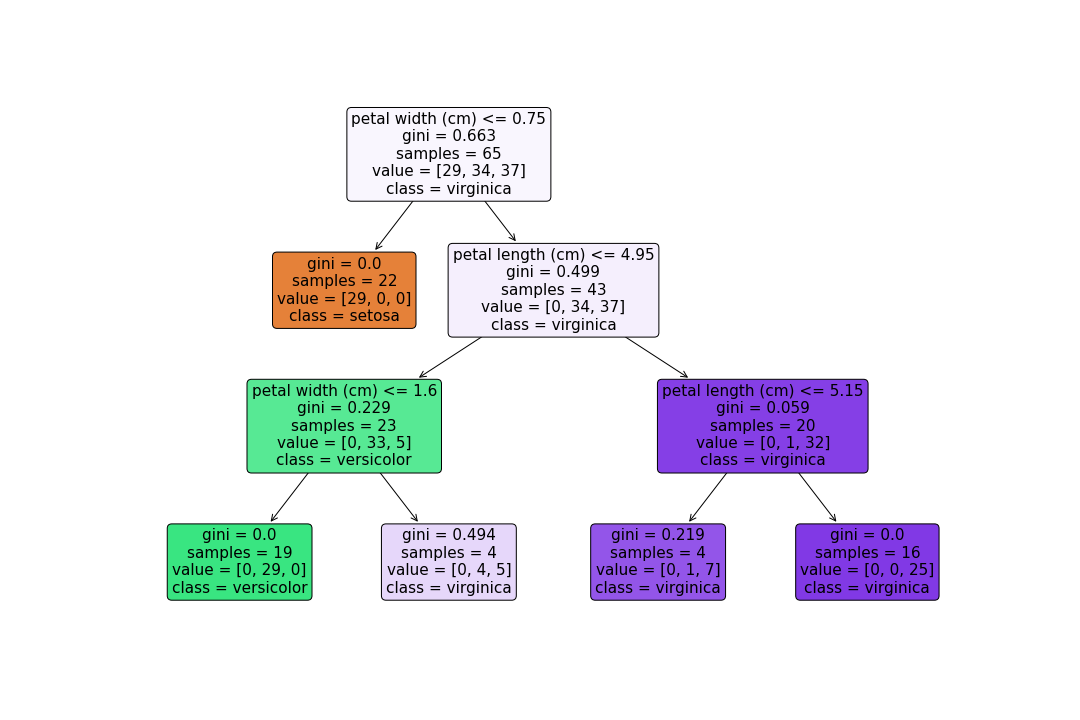 petal width (cm) <= 0.75
gini = 0.663
samples = 65
value = [29, 34, 37]
class = virginica
gini = 0.0
samples = 22
value = [29, 0, 0]
class = setosa
petal length (cm) <= 4.95
gini = 0.499
samples = 43
value = [0, 34, 37]
class = virginica
petal width (cm) <= 1.6
gini = 0.229
samples = 23
value = [0, 33, 5]
class = versicolor
petal length (cm) <= 5.15
gini = 0.059
samples = 20
value = [0, 1, 32]
class = virginica
gini = 0.0
samples = 19
value = [0, 29, 0]
class = versicolor
gini = 0.494
samples = 4
value = [0, 4, 5]
class = virginica
gini = 0.219
samples = 4
value = [0, 1, 7]
class = virginica
gini = 0.0
samples = 16
value = [0, 0, 25]
class = virginica